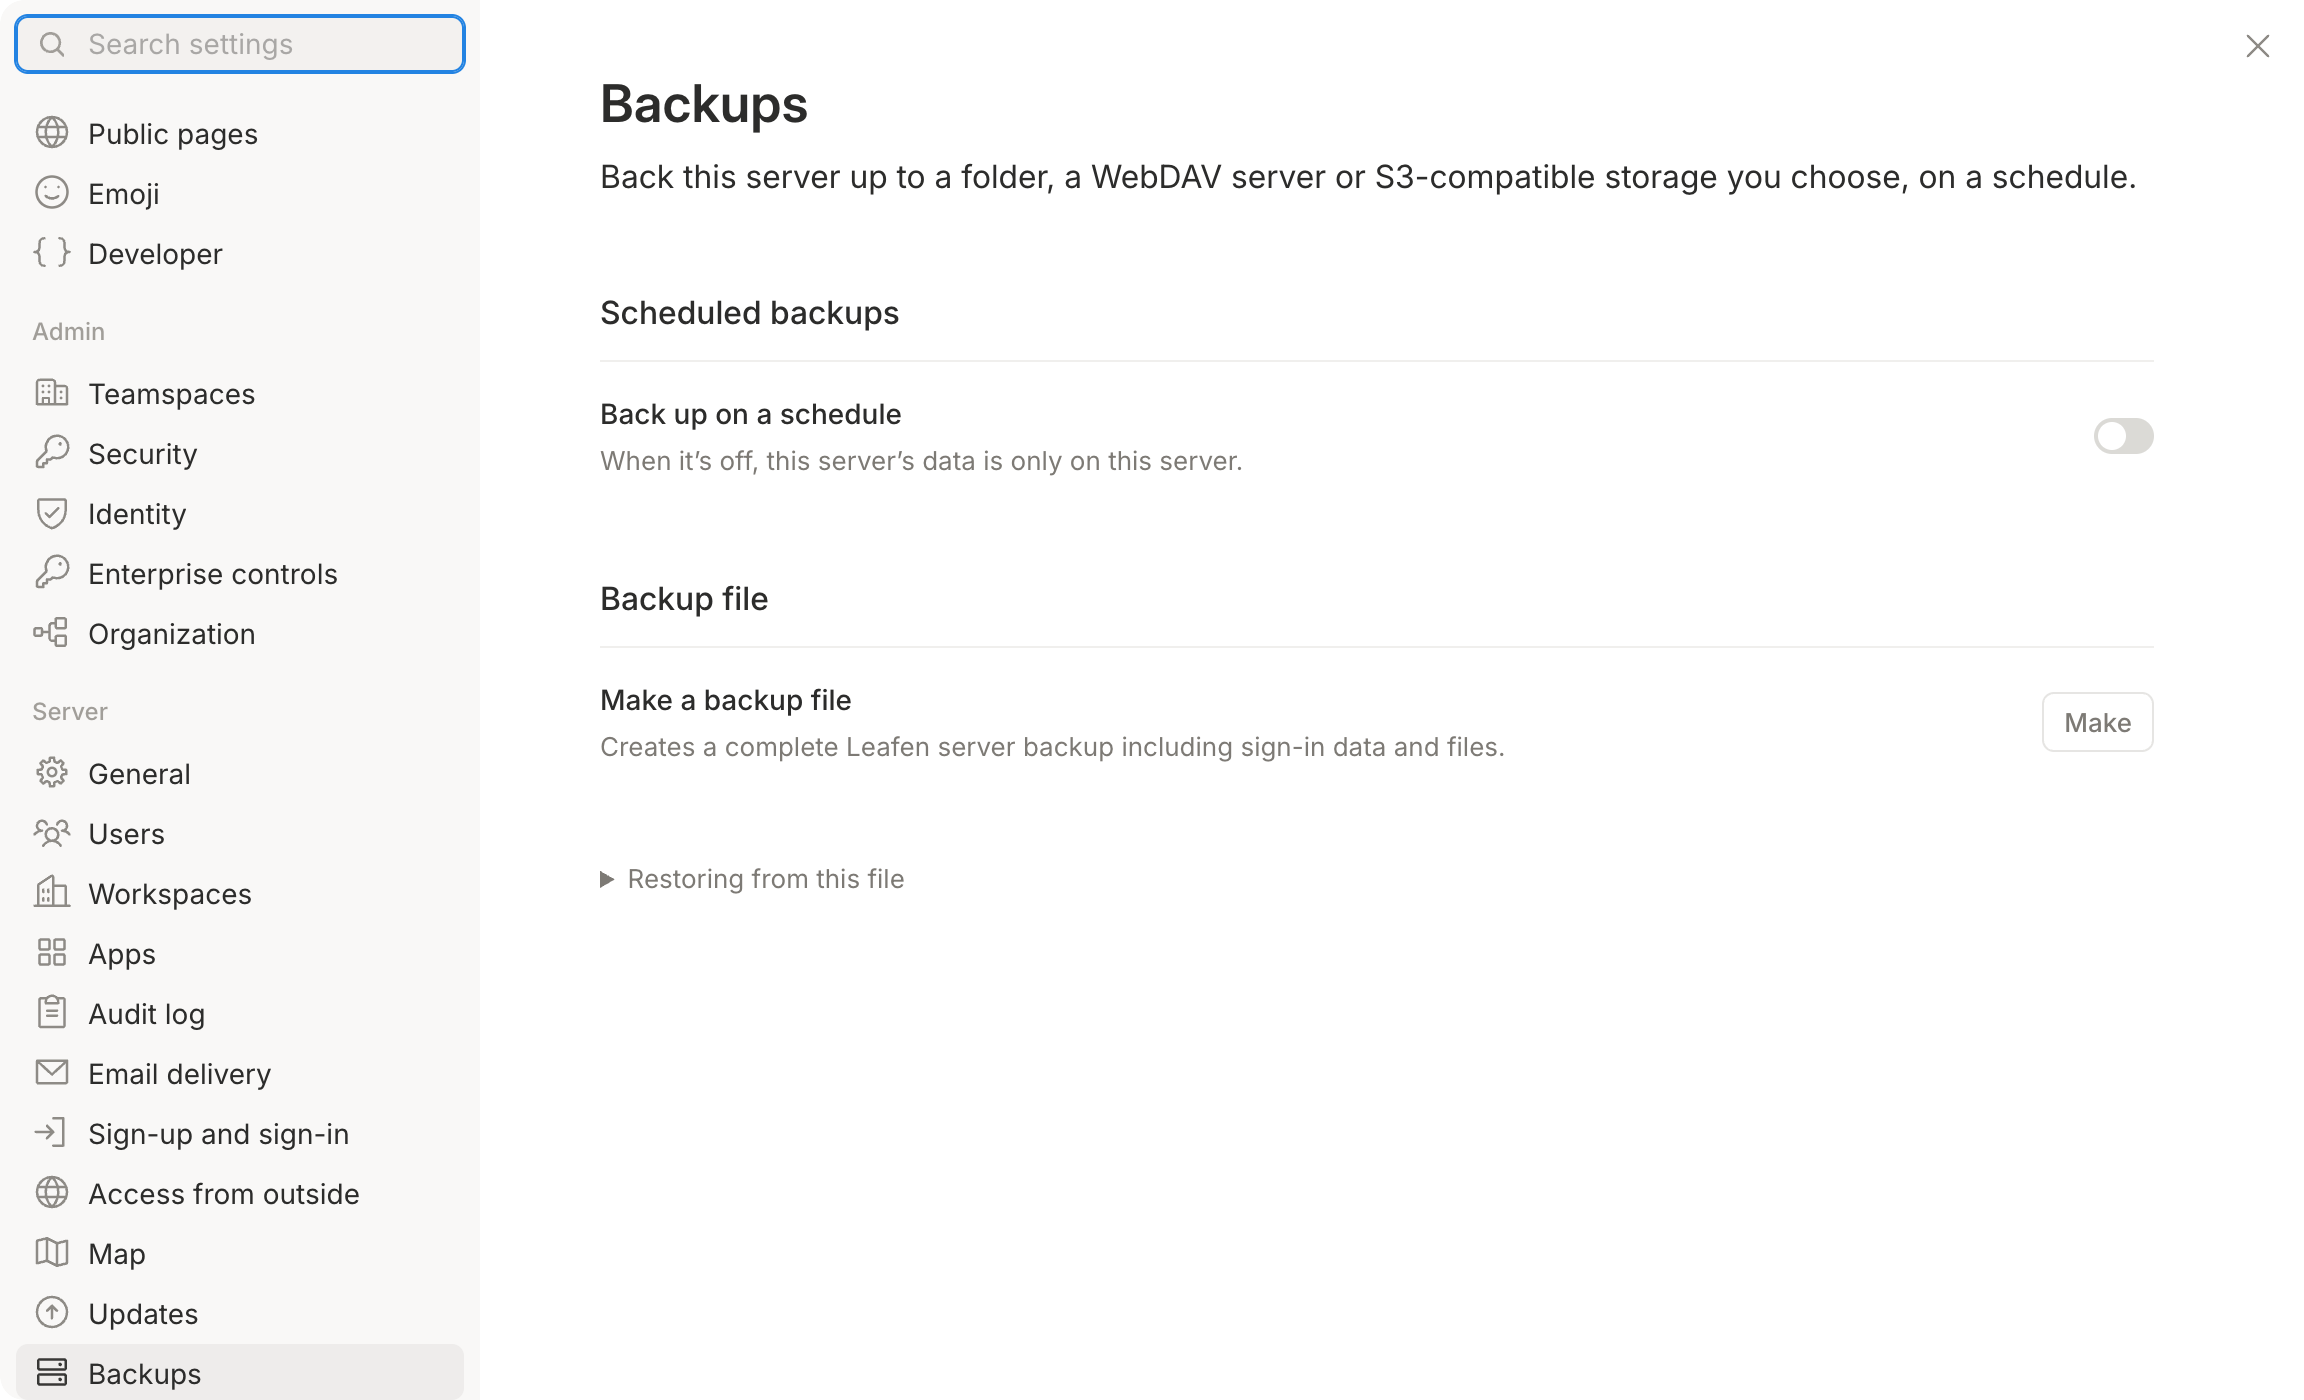 Search settings
Public pages
Emoji
Developer
Admin
Teamspaces
Security
Identity
Enterprise controls
Organization
Server
General
Users
Workspaces
Apps
Audit log
Email delivery
Sign-up and sign-in
Access from outside
Map
Updates
Backups
Backups
Back this server up to a folder, a WebDAV server or S3-compatible storage you choose, on a schedule.
Scheduled backups
Back up on a schedule
When it’s off, this server’s data is only on this server.
Backup file
Make a backup file
Creates a complete Leafen server backup including sign-in data and files.
Make
Restoring from this file